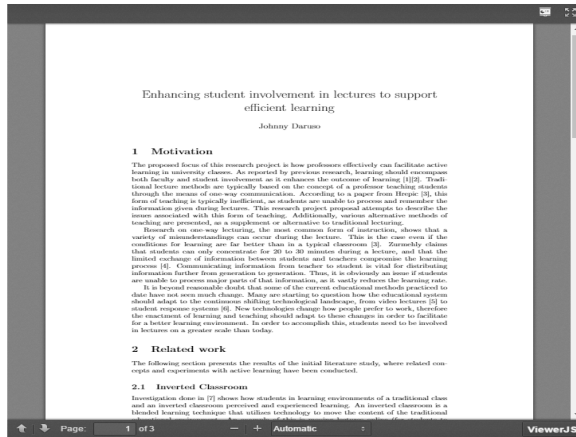 Enhancing student involvement in lectures to support
efficient learning
Johnny Daruso
1 Motivation
The proposed focus of this research project is how professors effectively can facilitate active
learning in university classes. As reported by previous research, learning should encompass
both faculty and student involvement as it enhances the outcome of learning [1][2]. Tradi-
tional lecture methods are typically based on the concept of a professor teaching students
through the means of one-way communication. According to a paper from Hrepic [3], this
form of teaching is typically inefficient, as students are unable to process and remember the
information given during lectures. This research project proposal attempts to describe the
issues associated with this form of teaching. Additionally, various alternative methods of
teaching are presented, as a supplement or alternative to traditional lecturing.
Research on one-way lecturing, the most common form of instruction, shows that a
variety of misunderstandings can occur during the lecture. This is the case even if the
conditions for learning are far better than in a typical classroom [3]. Zurmehly claims
that students can only concentrate for 20 to 30 minutes during a lecture, and that the
limited exchange of information between students and teachers compromise the learning
process [4]. Communicating information from teacher to student is vital for distributing
information further from generation to generation. Thus, it is obviously an issue if students
are unable to process major parts of that information, as it vastly reduces the learning rate.
It is beyond reasonable doubt that some of the current educational methods practiced to
date have not seen much change. Many are starting to question how the educational system
should adapt to the continuous shifting technological landscape, from video lectures [5] to
student response systems [6]. New technologies change how people prefer to work, therefore
the enactment of learning and teaching should adapt to these changes in order to facilitate
for a better learning environment. In order to accomplish this, students need to be involved
in lectures on a greater scale than today.
2 Related work
The following section presents the results of the initial literature study, where related con-
cepts and experiments with active learning have been conducted.
2.1 Inverted Classroom
Investigation done in [7] shows how students in learning environments of a traditional class
and an inverted classroom perceived and experienced learning. An inverted classroom is a
blended learning technique that utilizes technology to move the content of the traditional
Page: 1 of 3 − + Automatic ViewerJS